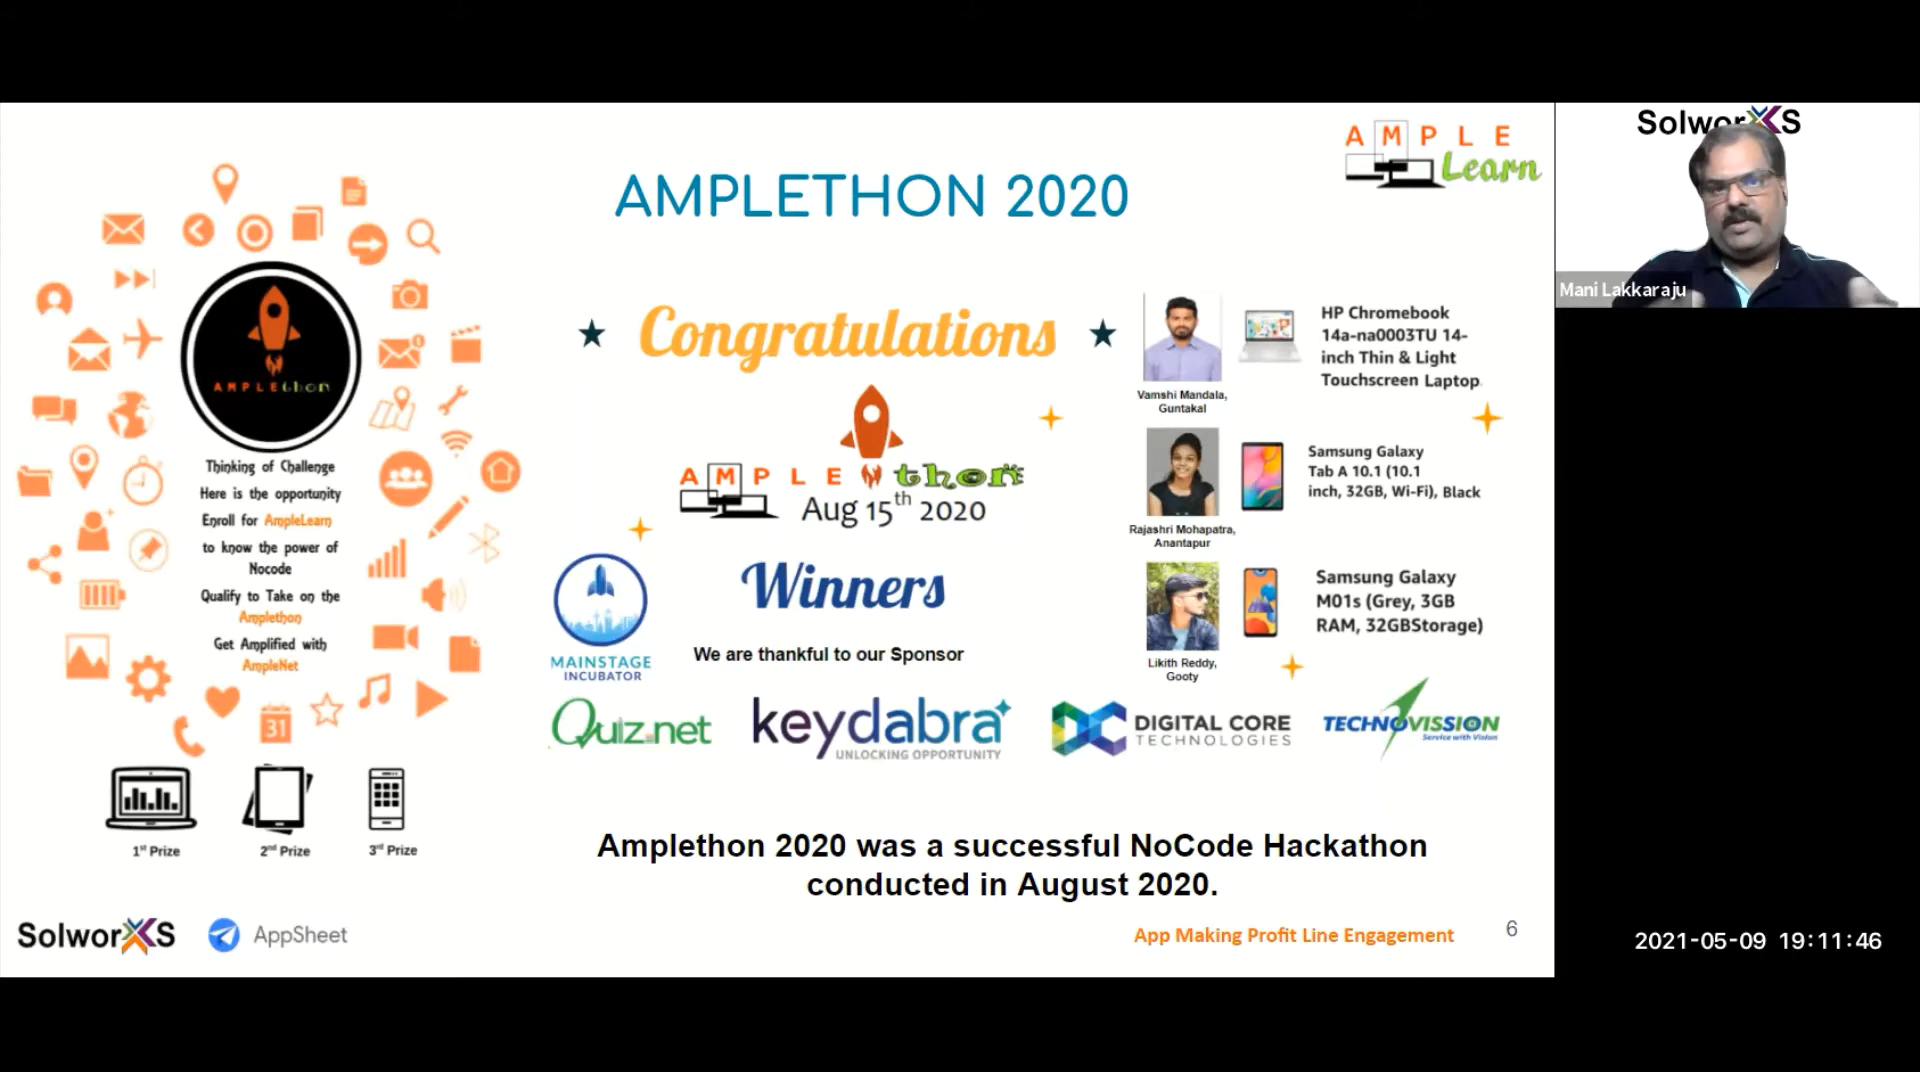 AMPLE
Learn
SolworXS
AMPLETHON 2020
Mani Lakkaraju
AMPLEthon
Thinking of Challenge
Here is the opportunity
Enroll for AmpleLearn
to know the power of
Nocode
Qualify to Take on the
Amplethon
Get Amplified with
AmpleNet
31
1st Prize
2nd Prize
3rd Prize
Congratulations
AMPLEthon
Aug 15th 2020
Winners
MAINSTAGE
INCUBATOR
We are thankful to our Sponsor
Vamshi Mandala,
Guntakal
HP Chromebook
14a-na0003TU 14-
inch Thin & Light
Touchscreen Laptop.
Rajashri Mohapatra,
Anantapur
Samsung Galaxy
Tab A 10.1 (10.1
inch, 32GB, Wi-Fi), Black
Likith Reddy,
Gooty
Samsung Galaxy
M01s (Grey, 3GB
RAM, 32GBStorage)
Quiz.net
keydabra
UNLOCKING OPPORTUNITY
DIGITAL CORE
TECHNOLOGIES
TECHNOVISSION
Service with Vision
Amplethon 2020 was a successful NoCode Hackathon
conducted in August 2020.
SolworXS
AppSheet
App Making Profit Line Engagement
6
2021-05-09 19:11:46